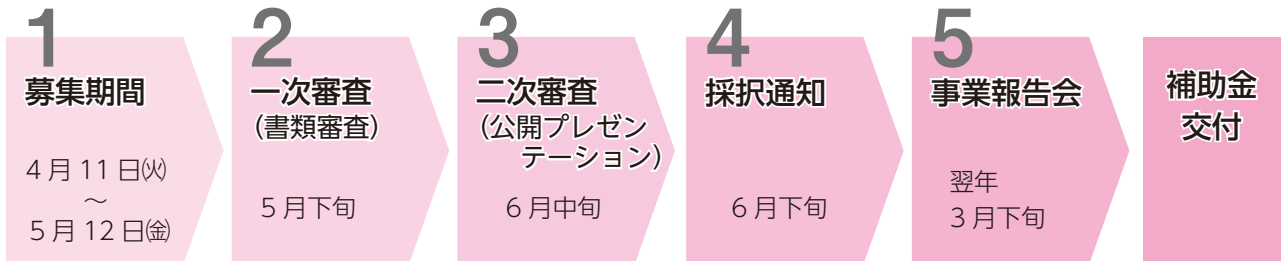 1
募集期間
4月11日㈫
〜
5月12日㈮
2
一次審査
(書類審査)
5月下旬
3
二次審査
(公開プレゼン
テーション)
6月中旬
4
採択通知
6月下旬
5
事業報告会
翌年
3月下旬
補助金
交付